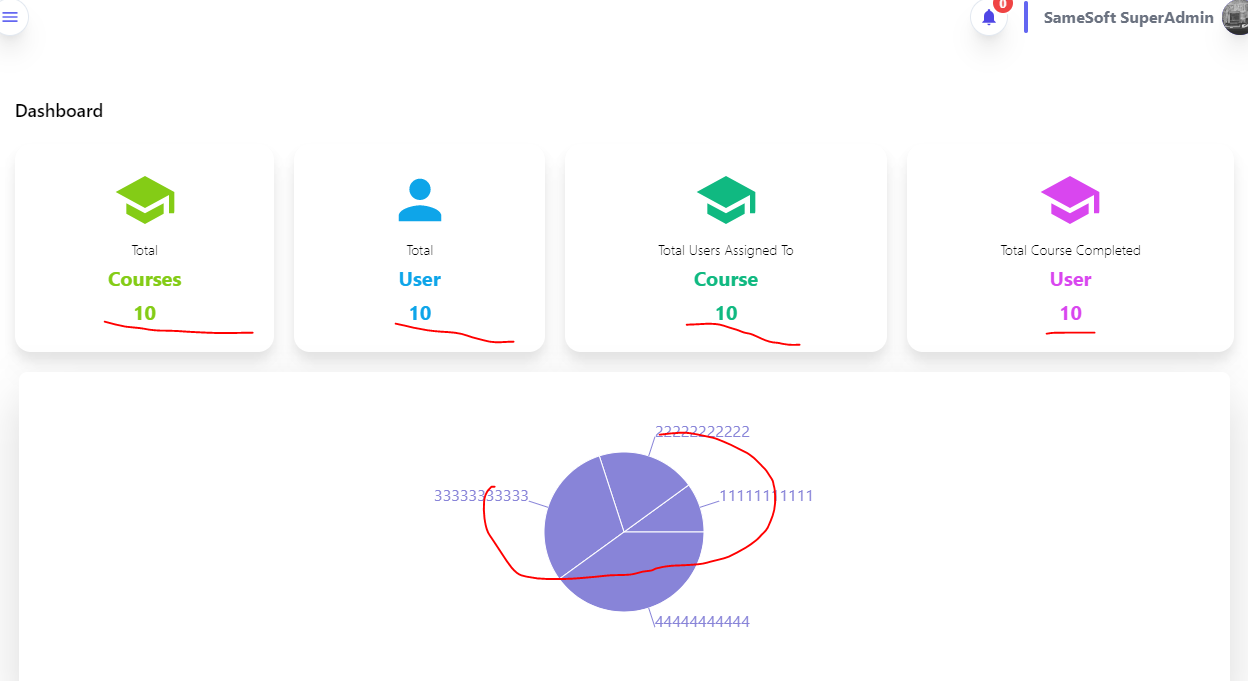 0
SameSoft SuperAdmin
Dashboard
Total
Courses
10
Total
User
10
Total Users Assigned To
Course
10
Total Course Completed
User
10
22222222222
33333333333
11111111111
44444444444